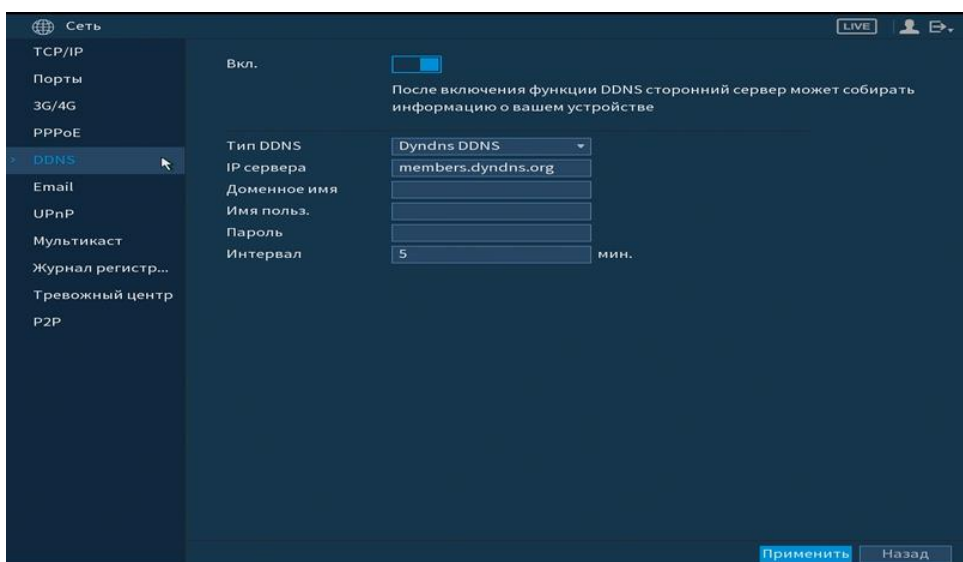 Сеть
LIVE
TCP/IP
Порты
3G/4G
PPPoE
DDNS
Email
UPnP
Мультикаст
Журнал регистр...
Тревожный центр
P2P
Вкл.
После включения функции DDNS сторонний сервер может собирать
информацию о вашем устройстве
Тип DDNS Dyndns DDNS
IP сервера members.dyndns.org
Доменное имя
Имя польз.
Пароль
Интервал 5 мин.
Применить Назад